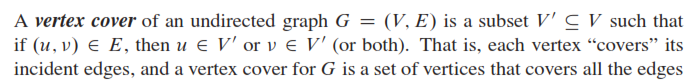 A vertex cover of an undirected graph G = (V, E) is a subset V′ ⊆ V such that
if (u, ν) ∈ E, then u ∈ V′ or ν ∈ V′ (or both). That is, each vertex “covers” its
incident edges, and a vertex cover for G is a set of vertices that covers all the edges